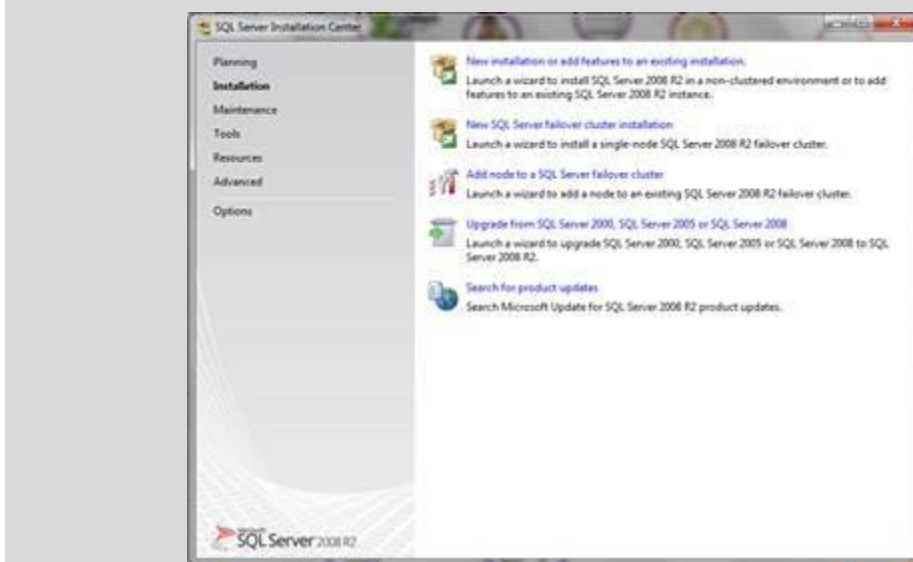 SQL Server Installation Center
Planning
Installation
Maintenance
Tools
Resources
Advanced
Options
New installation or add features to an existing installation.
Launch a wizard to install SQL Server 2008 R2 in a non-clustered environment or to add
features to an existing SQL Server 2008 R2 instance.
New SQL Server failover cluster installation
Launch a wizard to install a single-node SQL Server 2008 R2 failover cluster.
Add node to a SQL Server failover cluster
Launch a wizard to add a node to an existing SQL Server 2008 R2 failover cluster.
Upgrade from SQL Server 2000, SQL Server 2005 or SQL Server 2008
Launch a wizard to upgrade SQL Server 2000, SQL Server 2005 or SQL Server 2008 to SQL
Server 2008 R2.
Search for product updates
Search Microsoft Update for SQL Server 2008 R2 product updates.
SQL Server 2008 R2